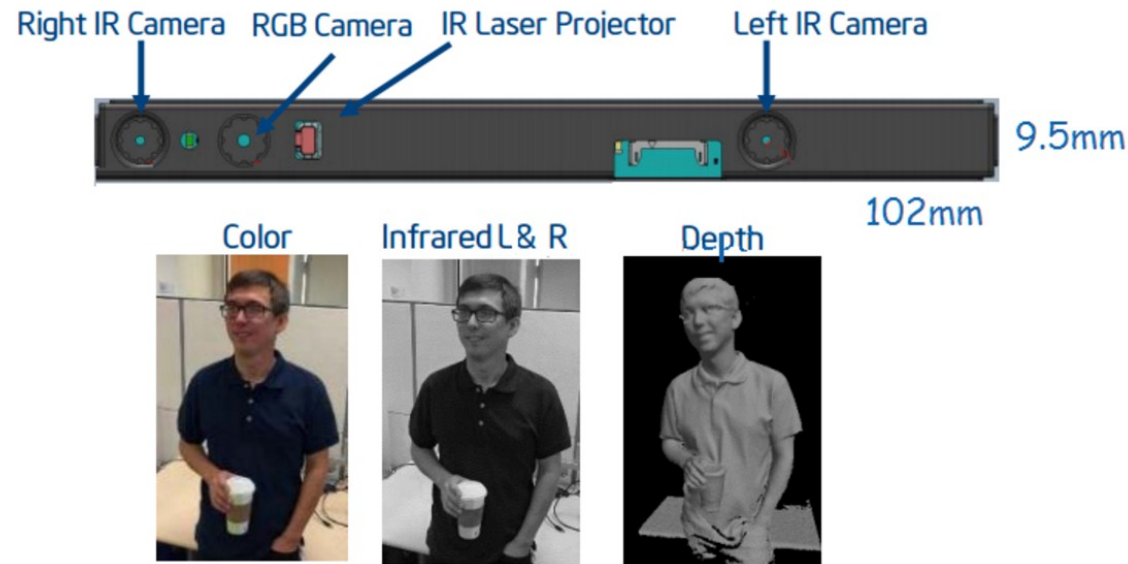 Right IR Camera RGB Camera IR Laser Projector Left IR Camera
9.5mm
102mm
Color Infrared L & R Depth